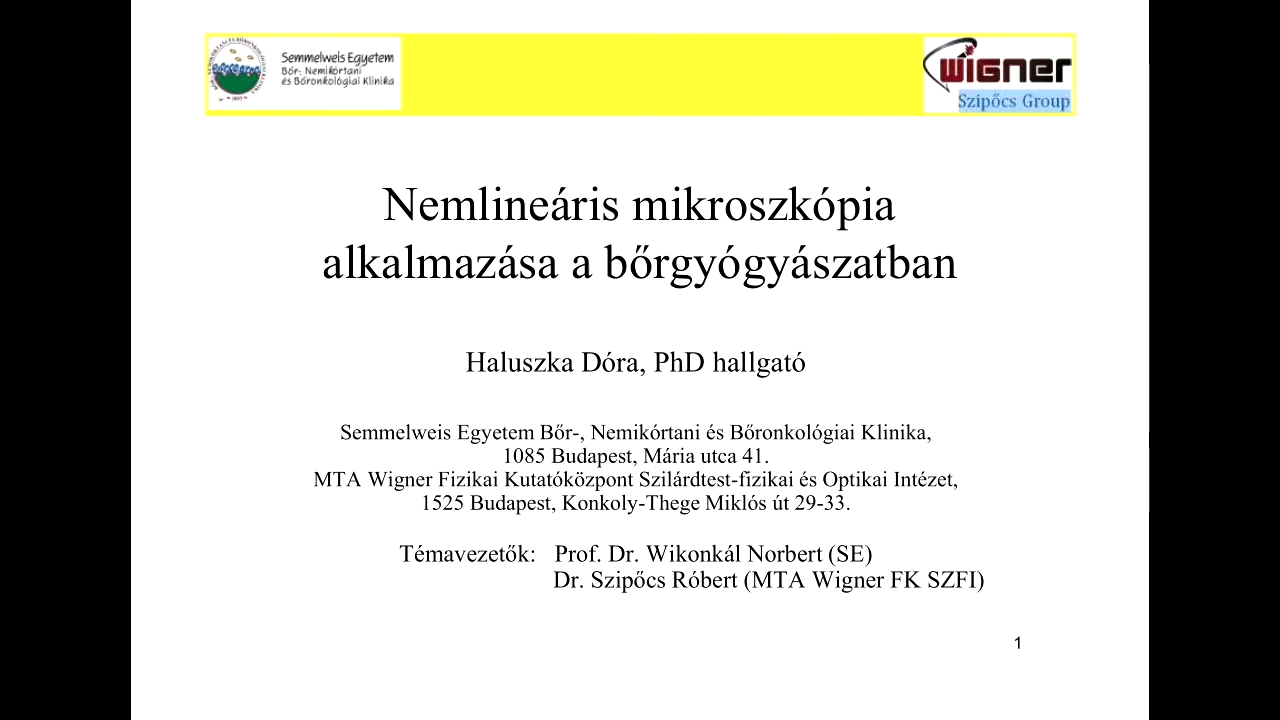 Semmelweis Egyetem
Bőr-, Nemikórtani
és Bőronkológiai Klinika
wigner
Szipőcs Group
Nemlineáris mikroszkópia
alkalmazása a bőrgyógyászatban
Haluszka Dóra, PhD hallgató
Semmelweis Egyetem Bőr-, Nemikórtani és Bőronkológiai Klinika,
1085 Budapest, Mária utca 41.
MTA Wigner Fizikai Kutatóközpont Szilárdtest-fizikai és Optikai Intézet,
1525 Budapest, Konkoly-Thege Miklós út 29-33.
Témavezetők: Prof. Dr. Wikonkál Norbert (SE)
Dr. Szipőcs Róbert (MTA Wigner FK SZFI)
1